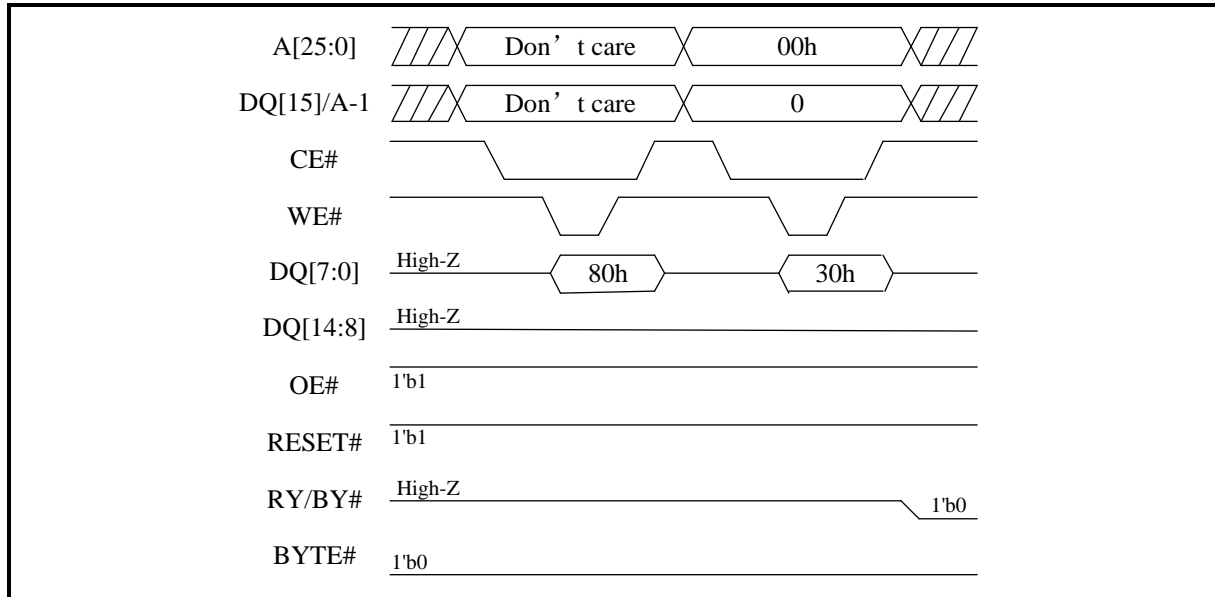 A[25:0] Don’t care 00h
DQ[15]/A-1 Don’t care 0
CE#
WE#
DQ[7:0] High-Z 80h 30h
DQ[14:8] High-Z
OE# 1'b1
RESET# 1'b1
RY/BY# High-Z 1'b0
BYTE# 1'b0